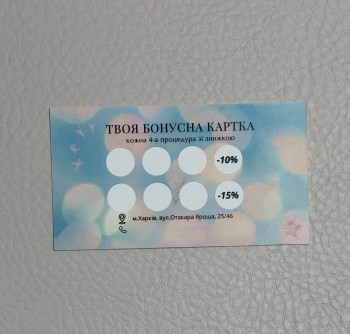 ТВОЯ БОНУСНА КАРТКА
кожна 4-а процедура зі знижкою
-10%
-15%
м.Харків, вул.Отакара Яроша, 25/46